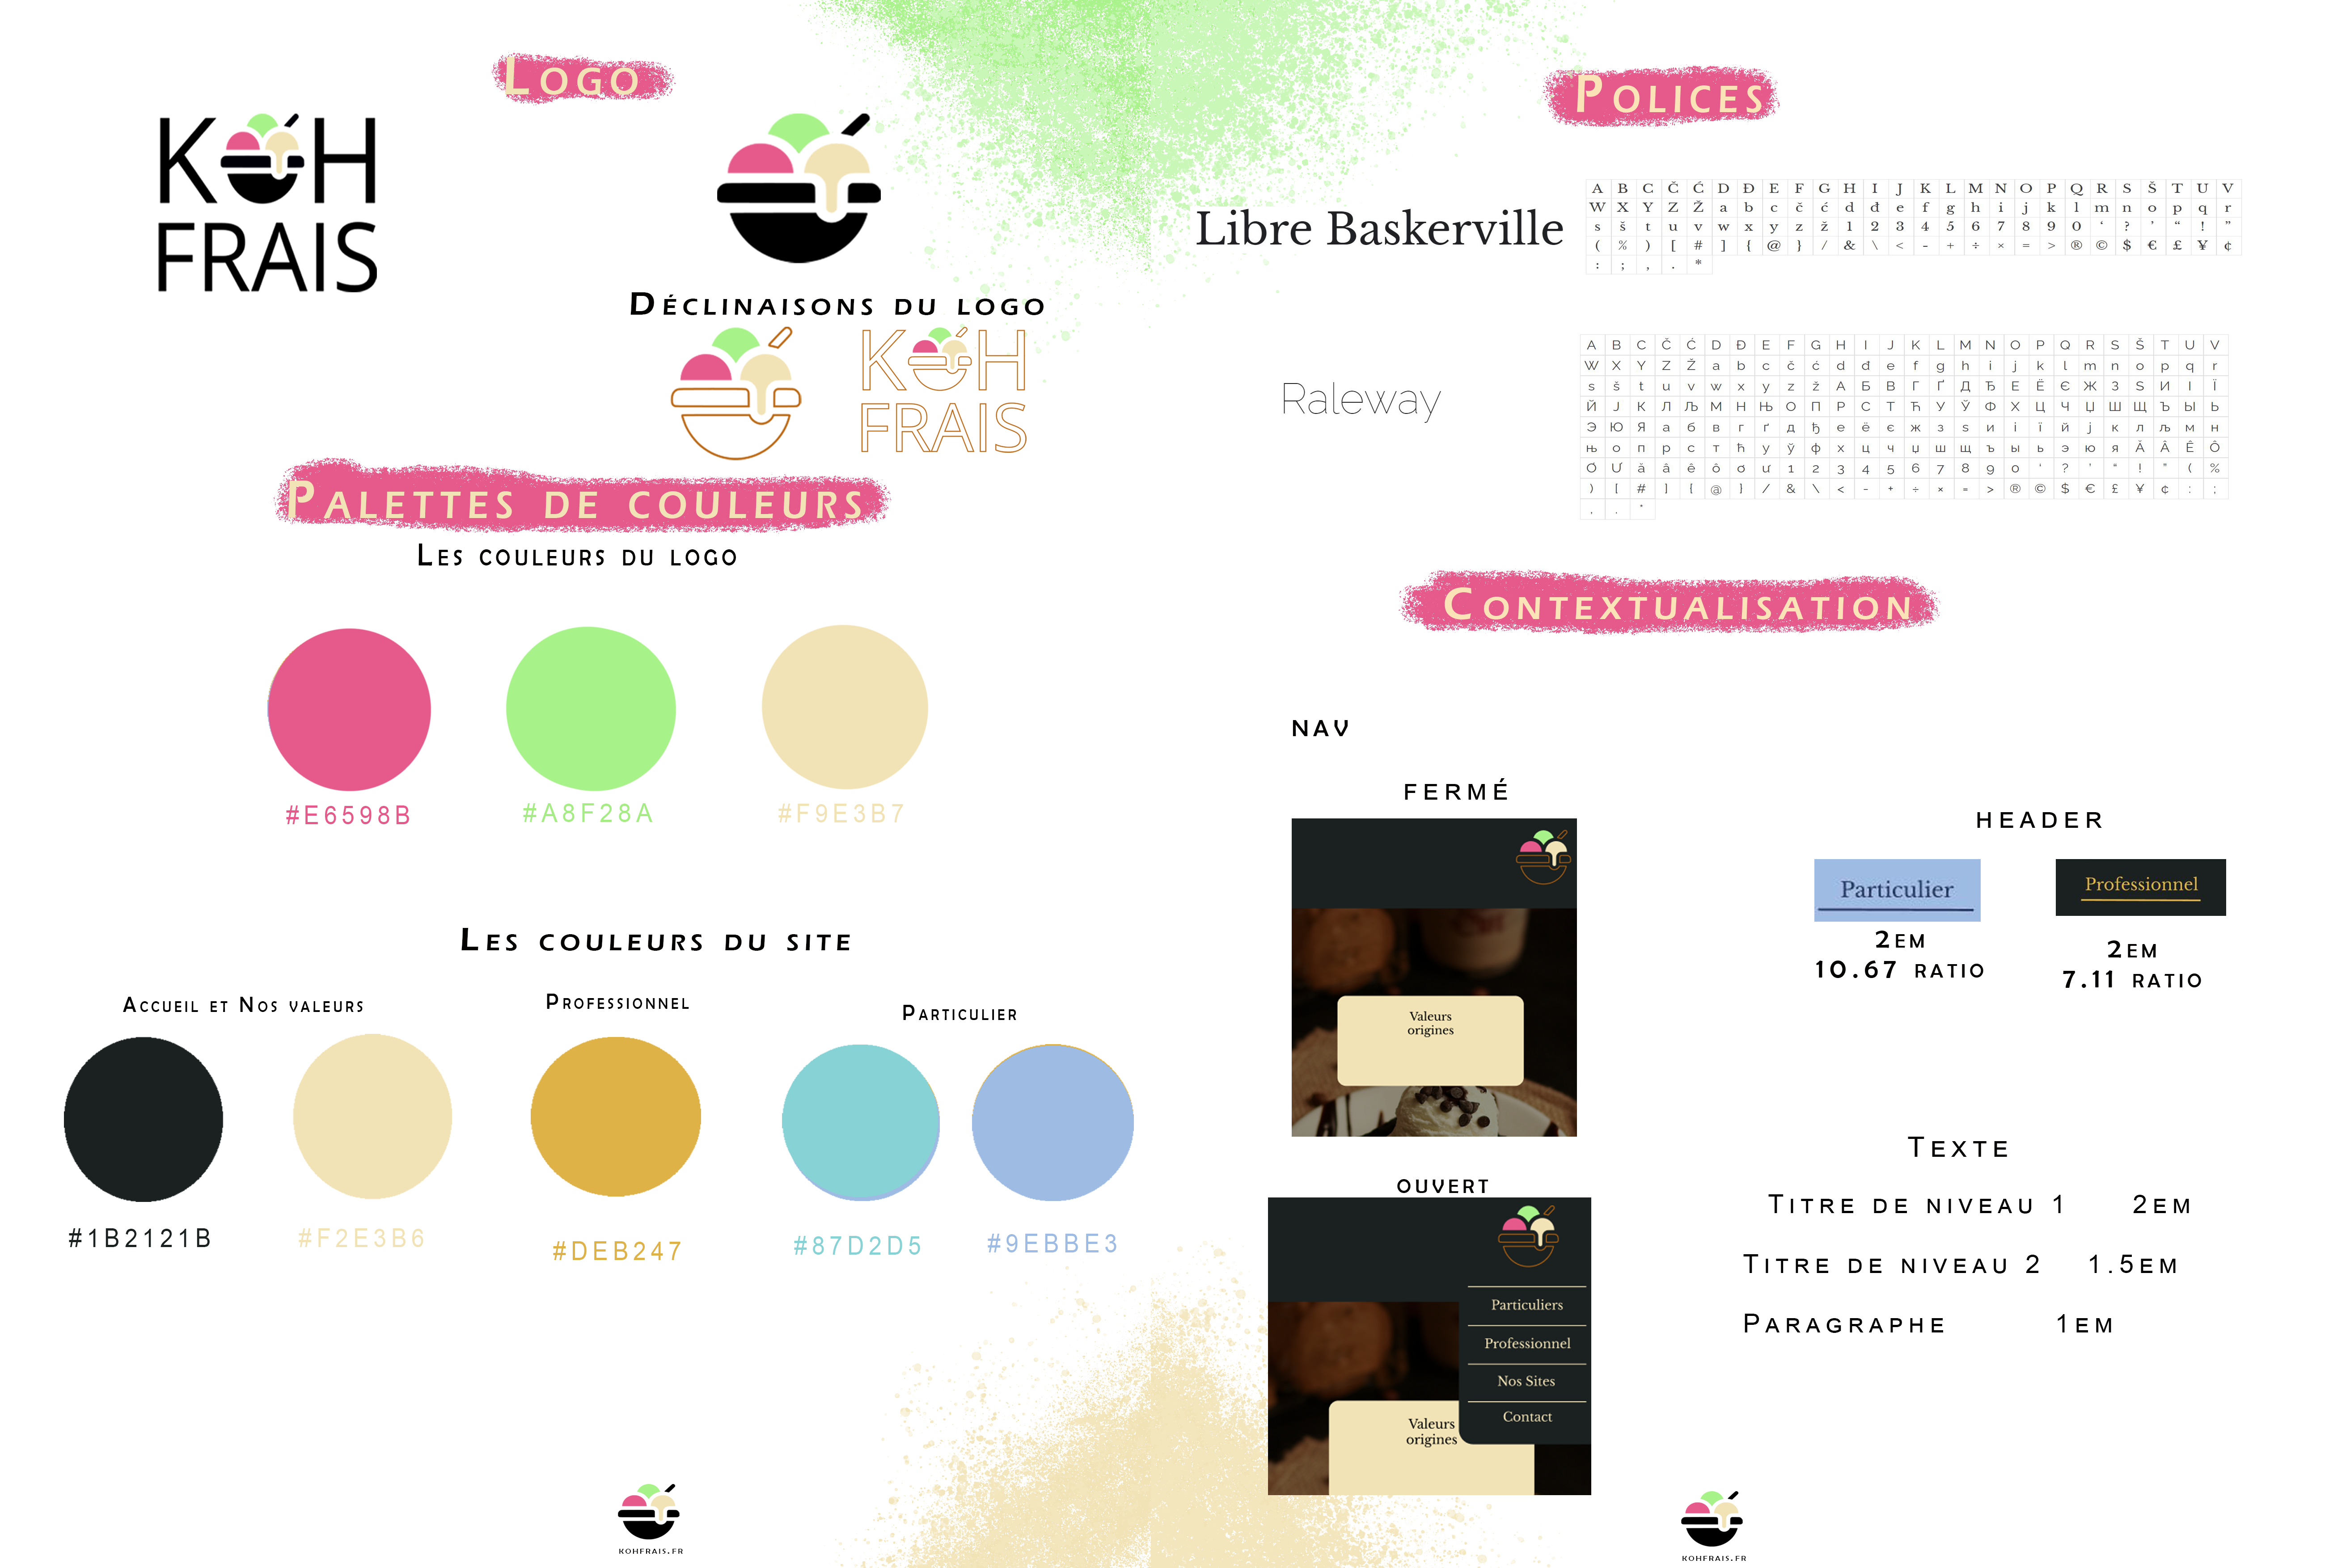 Logo
KOH
FRAIS
Déclinaisons du logo
KOH
FRAIS
Palettes de couleurs
Les couleurs du logo
#E6598B
#A8F28A
#F9E3B7
Les couleurs du site
Accueil et Nos valeurs
Professionnel
Particulier
#1B2121B
#F2E3B6
#DEB247
#87D2D5
#9EBBE3
KOHFRAIS.FR
Polices
Libre Baskerville
A B C Č Ć D Đ E F G H I J K L M N O P Q R S Š T U V
W X Y Z Ž a b c č ć d đ e f g h i j k l m n o p q r
s š t u v w x y z ž 1 2 3 4 5 6 7 8 9 0 ‘ ? ’ “ ! ”
( % ) [ # ] { @ } / & \ < - + ÷ × = > ® © $ € £ ¥ ¢
: ; , . *
Raleway
A B C Č Ć D Đ E F G H I J K L M N O P Q R S Š T U V
W X Y Z Ž a b c č ć d đ e f g h i j k l m n o p q r
s š t u v w x y z ž А Б В Г Ґ Д Ђ Е Ё Є Ж З Ѕ И І Ї
Й Ј К Л Љ М Н Њ О П Р С Т Ћ У Ў Ф Х Ц Ч Џ Ш Щ Ъ Ы Ь
Э Ю Я а б в г ґ д ђ е ё є ж з ѕ и і ї й ј к л љ м н
њ о п р с т ћ у ў ф х ц ч џ ш щ ъ ы ь э ю я Ă Â Ê Ô
Ơ Ư ă â ê ô ơ ư 1 2 3 4 5 6 7 8 9 0 ‘ ? ’ “ ! ” ( %
) [ # ] { @ } / & \ < - + ÷ × = > ® © $ € £ ¥ ¢ : ;
, . *
Contextualisation
NAV
FERMÉ
Valeurs
origines
OUVERT
Particuliers
Professionnel
Nos Sites
Contact
Valeurs
origines
HEADER
Particulier
2EM
10.67 RATIO
Professionnel
2EM
7.11 RATIO
Texte
Titre de niveau 1 2EM
Titre de niveau 2 1.5EM
Paragraphe 1EM
KOHFRAIS.FR